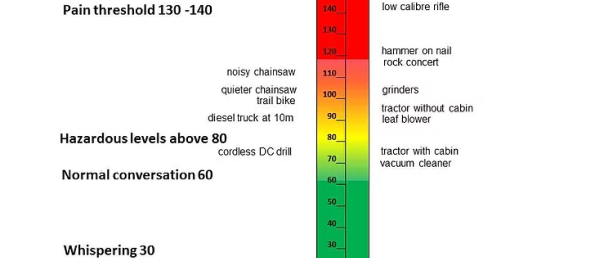 Pain threshold 130 -140
noisy chainsaw
quieter chainsaw
trail bike
diesel truck at 10m
Hazardous levels above 80
cordless DC drill
Normal conversation 60
Whispering 30
140
130
120
110
100
90
80
70
60
50
40
30
low calibre rifle
hammer on nail
rock concert
grinders
tractor without cabin
leaf blower
tractor with cabin
vacuum cleaner